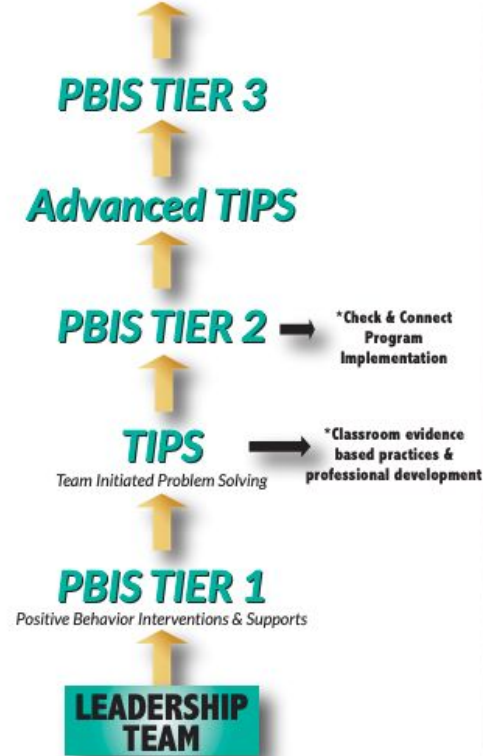 PBIS TIER 3
Advanced TIPS
PBIS TIER 2
*Check & Connect
Program
Implementation
TIPS
Team Initiated Problem Solving
*Classroom evidence
based practices &
professional development
PBIS TIER 1
Positive Behavior Interventions & Supports
LEADERSHIP
TEAM